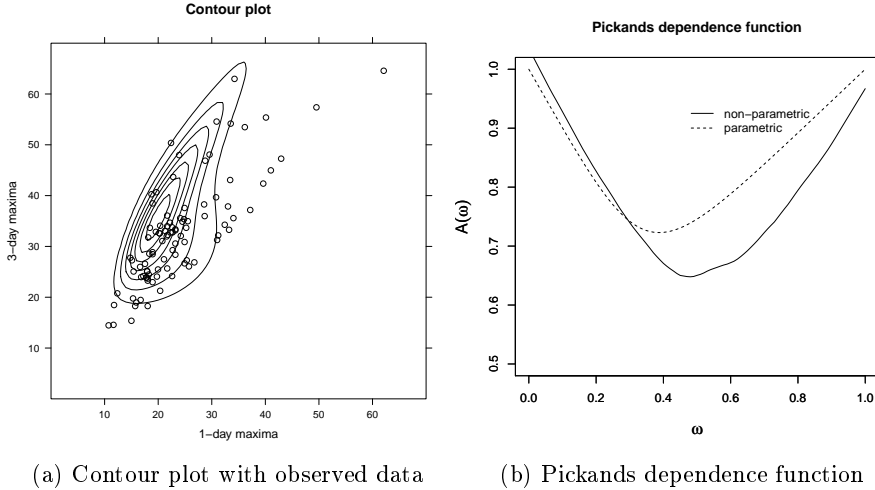 Contour plot
3−day maxima
60
50
40
30
20
10
10 20 30 40 50 60
1−day maxima
(a) Contour plot with observed data
Pickands dependence function
A(ω)
1.0
0.9
0.8
0.7
0.6
0.5
non−parametric
parametric
0.0 0.2 0.4 0.6 0.8 1.0
ω
(b) Pickands dependence function